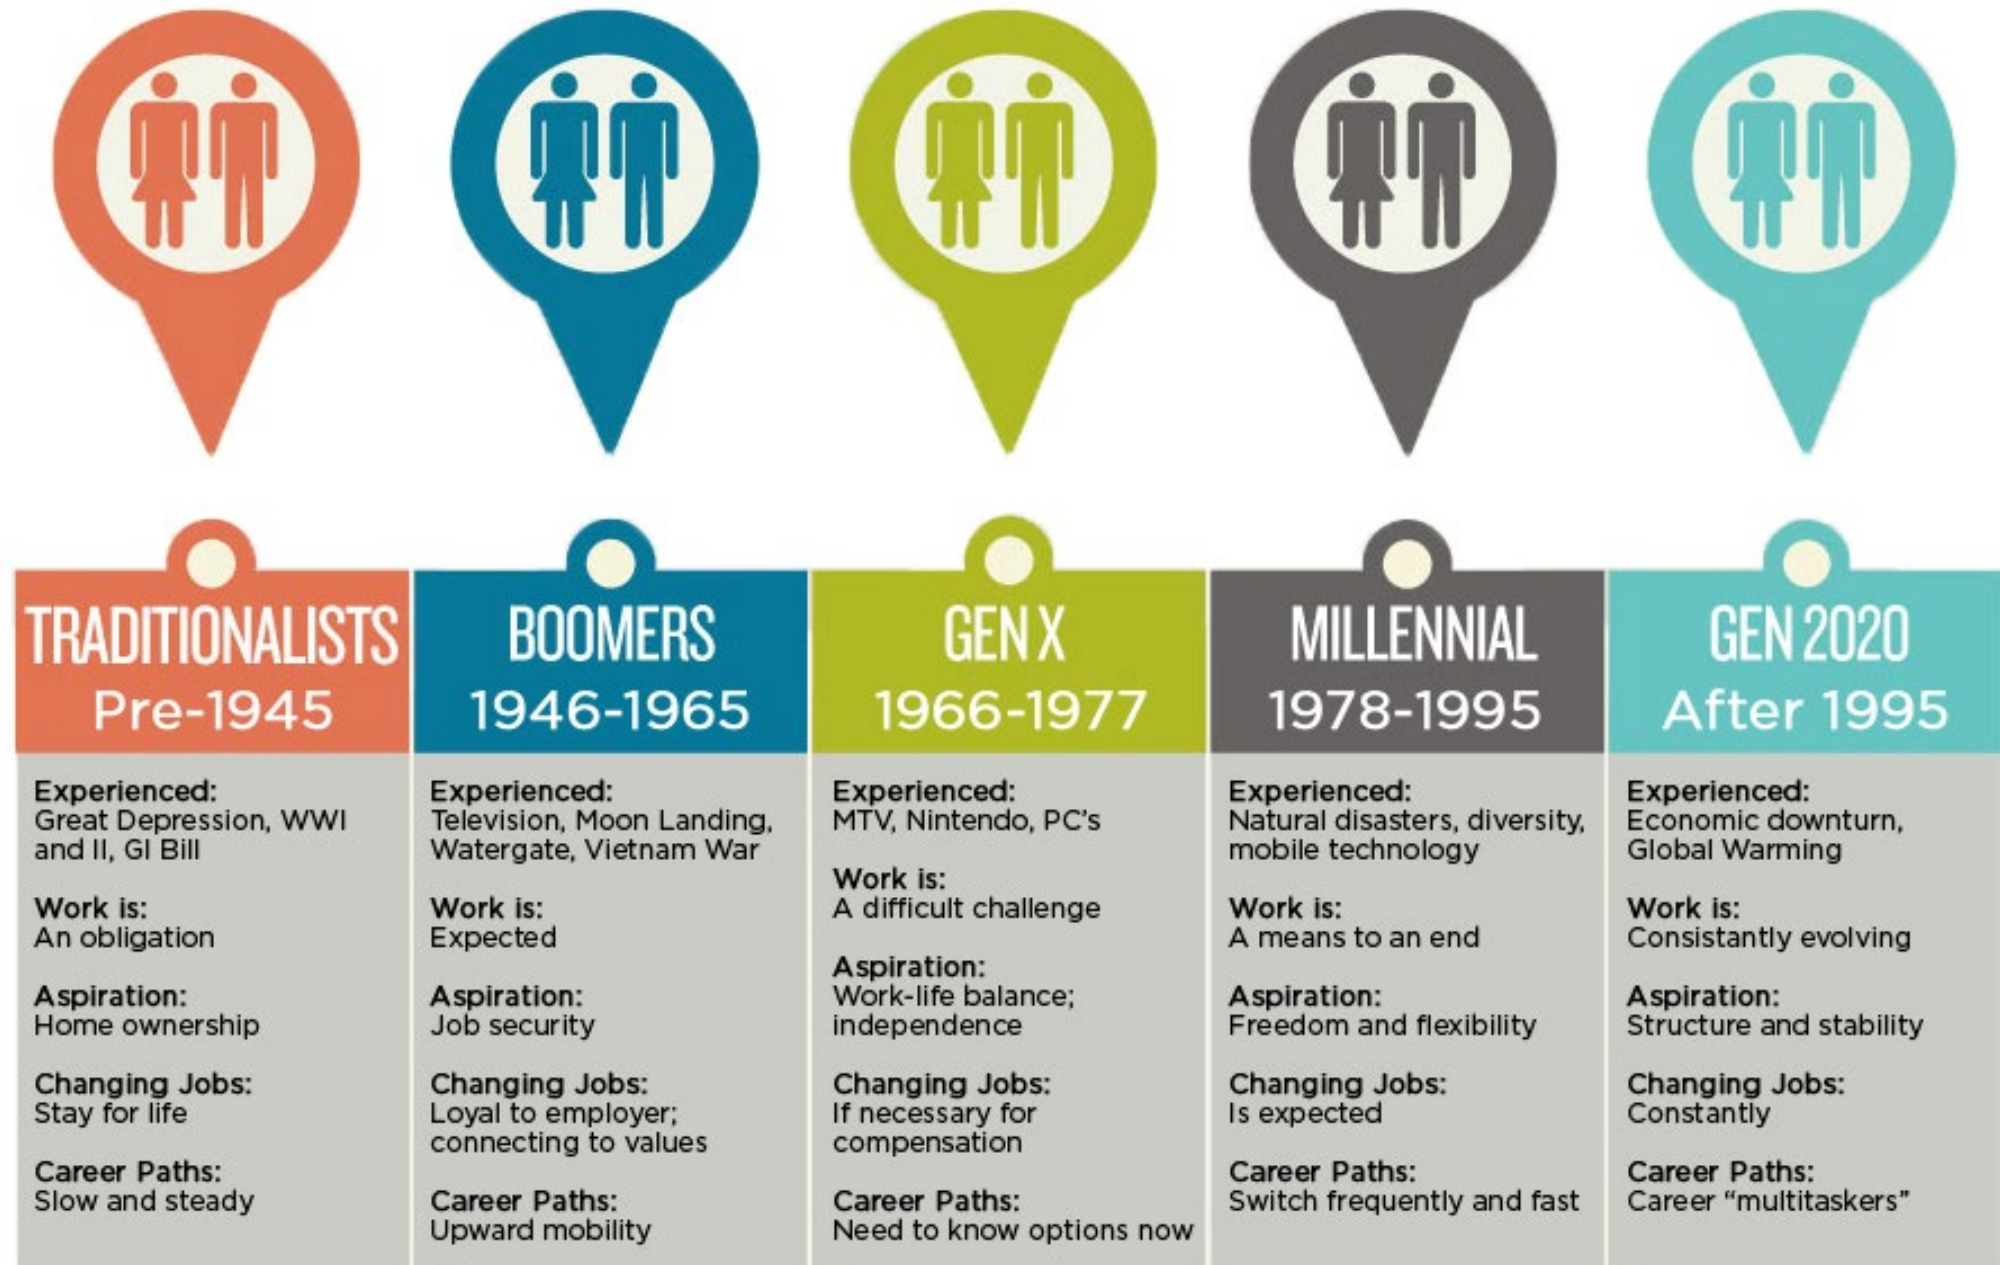 TRADITIONALISTS
Pre-1945
Experienced:
Great Depression, WWI
and II, GI Bill
Work is:
An obligation
Aspiration:
Home ownership
Changing Jobs:
Stay for life
Career Paths:
Slow and steady
BOOMERS
1946-1965
Experienced:
Television, Moon Landing,
Watergate, Vietnam War
Work is:
Expected
Aspiration:
Job security
Changing Jobs:
Loyal to employer;
connecting to values
Career Paths:
Upward mobility
GEN X
1966-1977
Experienced:
MTV, Nintendo, PC's
Work is:
A difficult challenge
Aspiration:
Work-life balance;
independence
Changing Jobs:
If necessary for
compensation
Career Paths:
Need to know options now
MILLENNIAL
1978-1995
Experienced:
Natural disasters, diversity,
mobile technology
Work is:
A means to an end
Aspiration:
Freedom and flexibility
Changing Jobs:
Is expected
Career Paths:
Switch frequently and fast
GEN 2020
After 1995
Experienced:
Economic downturn,
Global Warming
Work is:
Consistantly evolving
Aspiration:
Structure and stability
Changing Jobs:
Constantly
Career Paths:
Career “multitaskers”